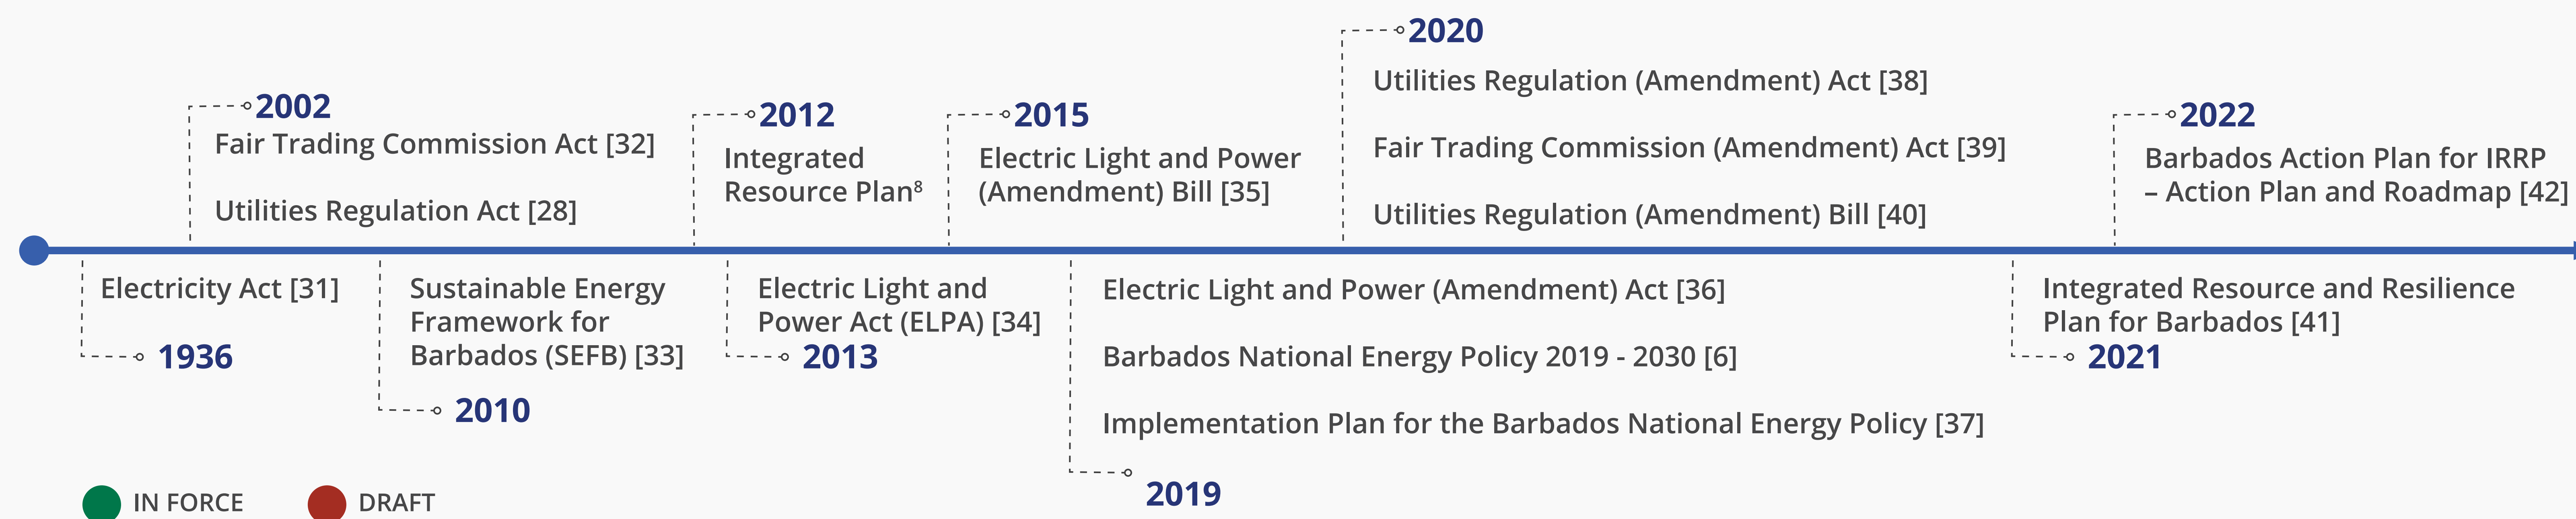 2002
Fair Trading Commission Act [32]
Utilities Regulation Act [28]
2012
Integrated
Resource Plan⁸
2015
Electric Light and Power
(Amendment) Bill [35]
2020
Utilities Regulation (Amendment) Act [38]
Fair Trading Commission (Amendment) Act [39]
Utilities Regulation (Amendment) Bill [40]
2022
Barbados Action Plan for IRRP
– Action Plan and Roadmap [42]
Electricity Act [31]
1936
Sustainable Energy
Framework for
Barbados (SEFB) [33]
2010
Electric Light and
Power Act (ELPA) [34]
2013
Electric Light and Power (Amendment) Act [36]
Barbados National Energy Policy 2019 - 2030 [6]
Implementation Plan for the Barbados National Energy Policy [37]
2019
Integrated Resource and Resilience
Plan for Barbados [41]
2021
IN FORCE
DRAFT